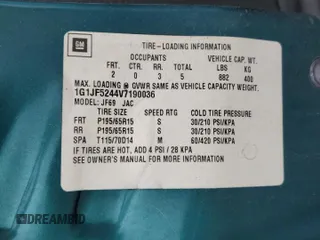 GM
TIRE-LOADING INFORMATION
OCCUPANTS VEHICLE CAP. WT.
FRT. CTR. RR. TOTAL LBS KG
2 0 3 5 882 400
MAX. LOADING @ GVWR SAME AS VEHICLE CAPACITY WEIGHT.
1G1JF5244V7190036
MODEL: JF69 JAC
TIRE SIZE SPEED RTG COLD TIRE PRESSURE
FRT P195/65R15 S 30/210 PSI/KPA
RR P195/65R15 S 30/210 PSI/KPA
SPA T115/70D14 M 60/420 PSI/KPA
IF TIRES ARE HOT, ADD 4 PSI / 28 KPA
SEE OWNER'S MANUAL FOR MORE INFORMATION
DREAMBID